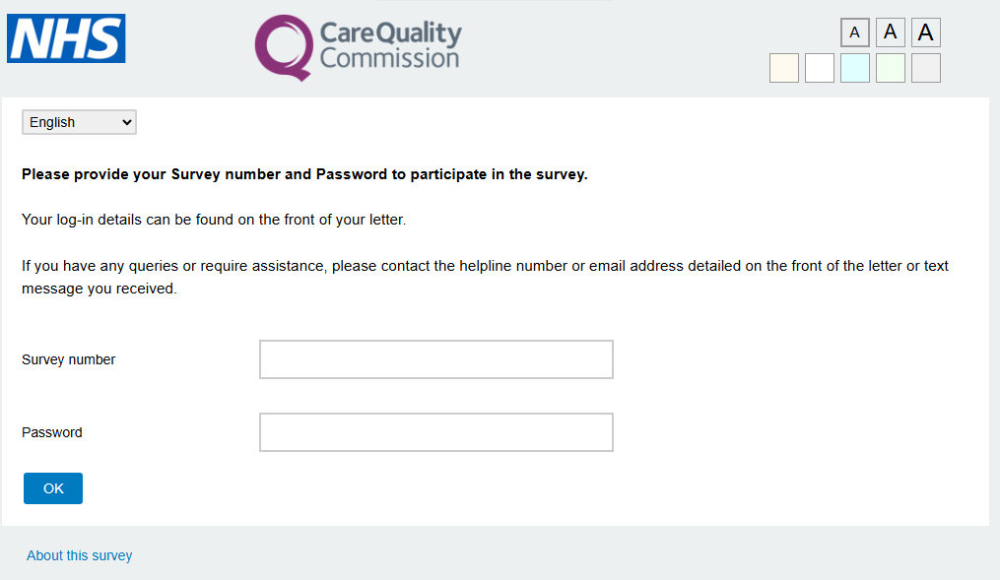 NHS
CareQuality
Commission
A A A
English
Please provide your Survey number and Password to participate in the survey.
Your log-in details can be found on the front of your letter.
If you have any queries or require assistance, please contact the helpline number or email address detailed on the front of the letter or text
message you received.
Survey number
Password
OK
About this survey